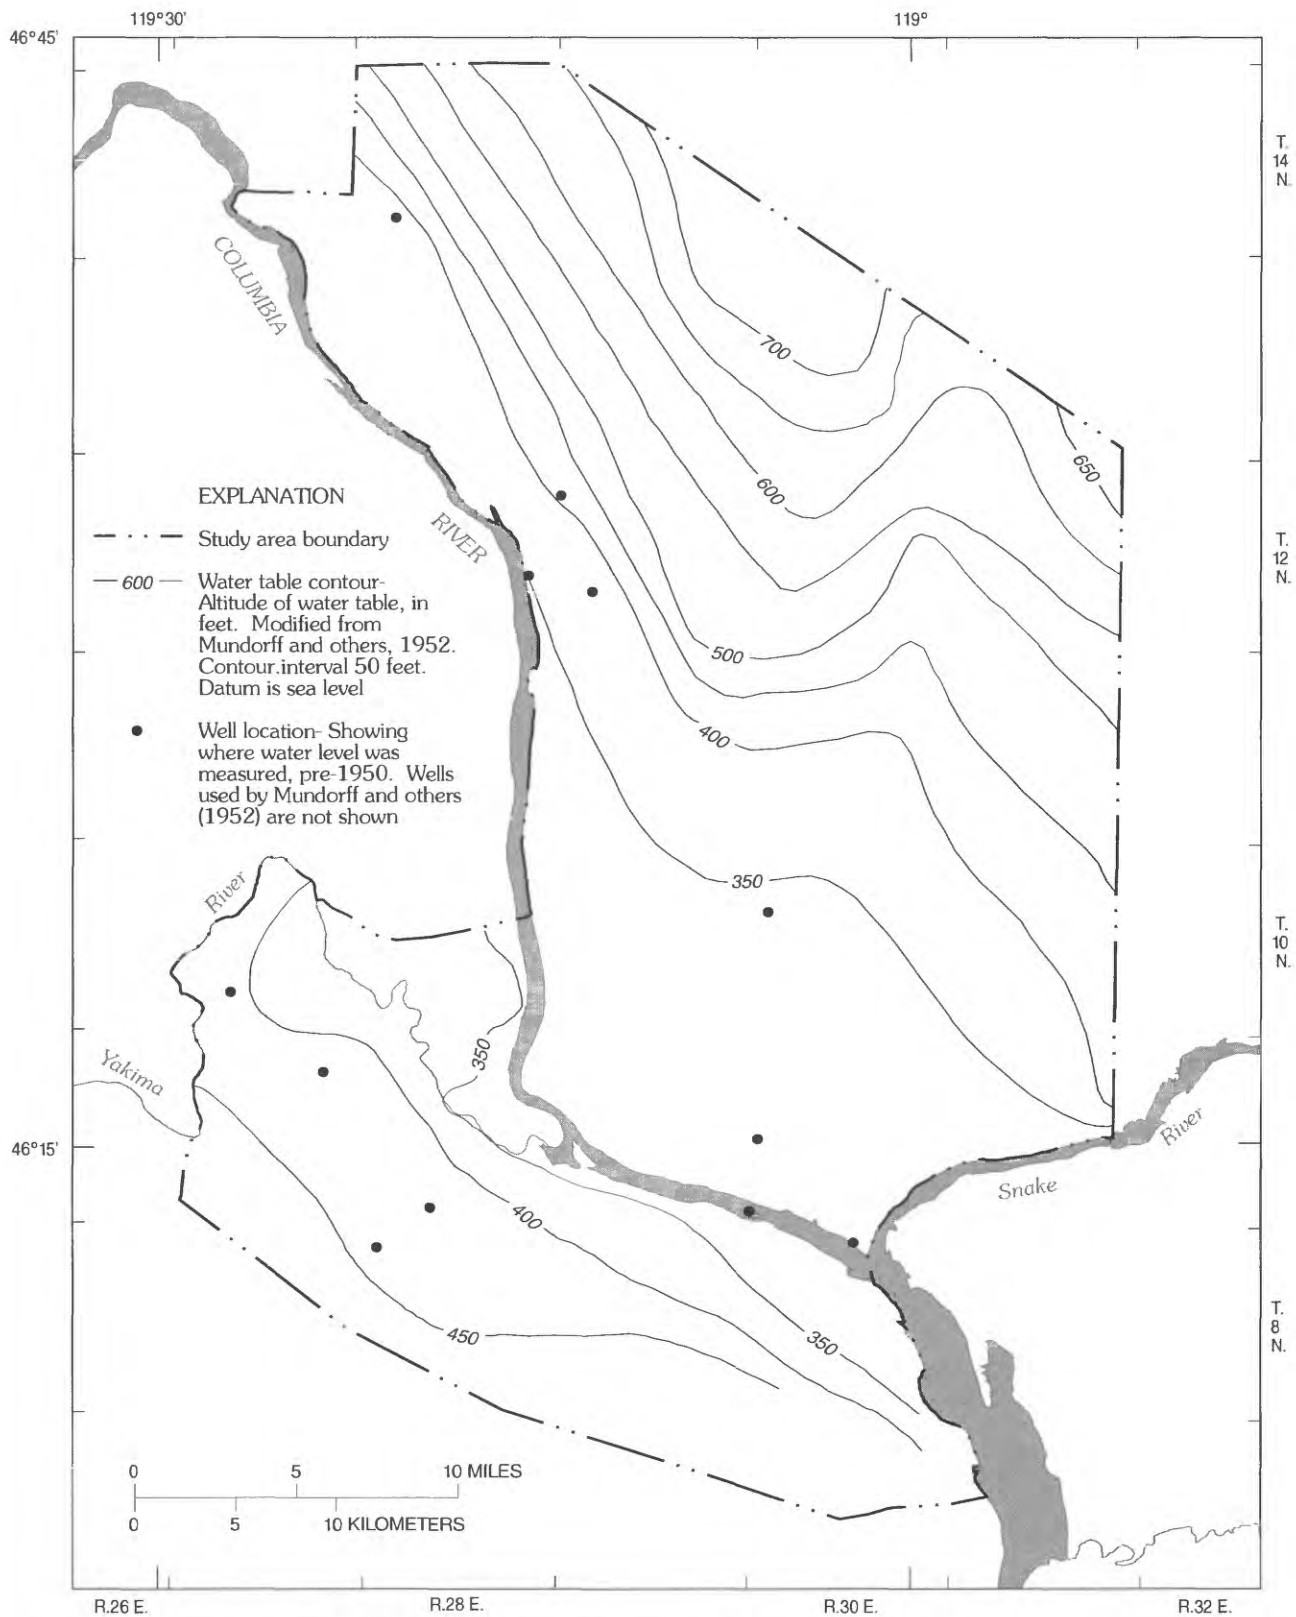 119°30'
119°
46°45'
T.
14
N.
COLUMBIA
700
650
600
EXPLANATION
RIVER
Study area boundary
T.
12
N.
600
Water table contour-
Altitude of water table, in
feet. Modified from
Mundorff and others, 1952.
Contour.interval 50 feet.
Datum is sea level
500
400
Well location- Showing
where water level was
measured, pre-1950. Wells
used by Mundorff and others
(1952) are not shown
350
River
T.
10
N.
350
Yakima
46°15'
River
Snake
400
450
350
T.
8
N.
0 5 10 MILES
0 5 10 KILOMETERS
R.26 E.
R.28 E.
R.30 E.
R.32 E.